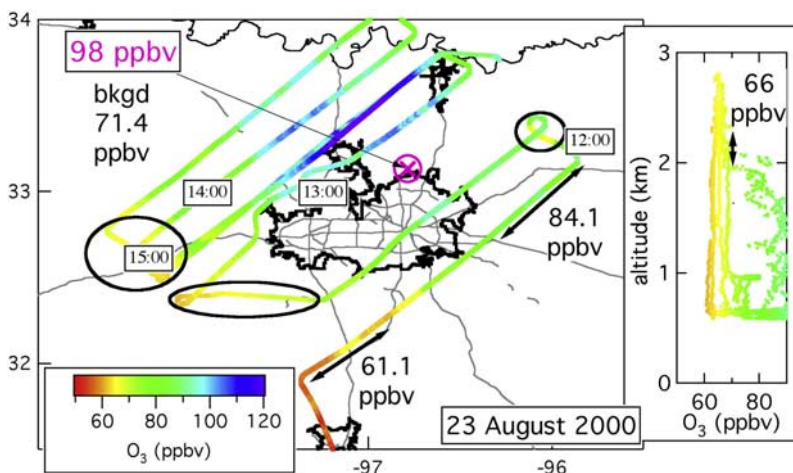 34
98 ppbv
bkgd
71.4
ppbv
12:00
33
14:00
13:00
84.1
ppbv
15:00
32
61.1
ppbv
60 80 100 120
O3 (ppbv)
23 August 2000
-97
-96
3
66
ppbv
2
altitude (km)
1
0
60 80
O3 (ppbv)